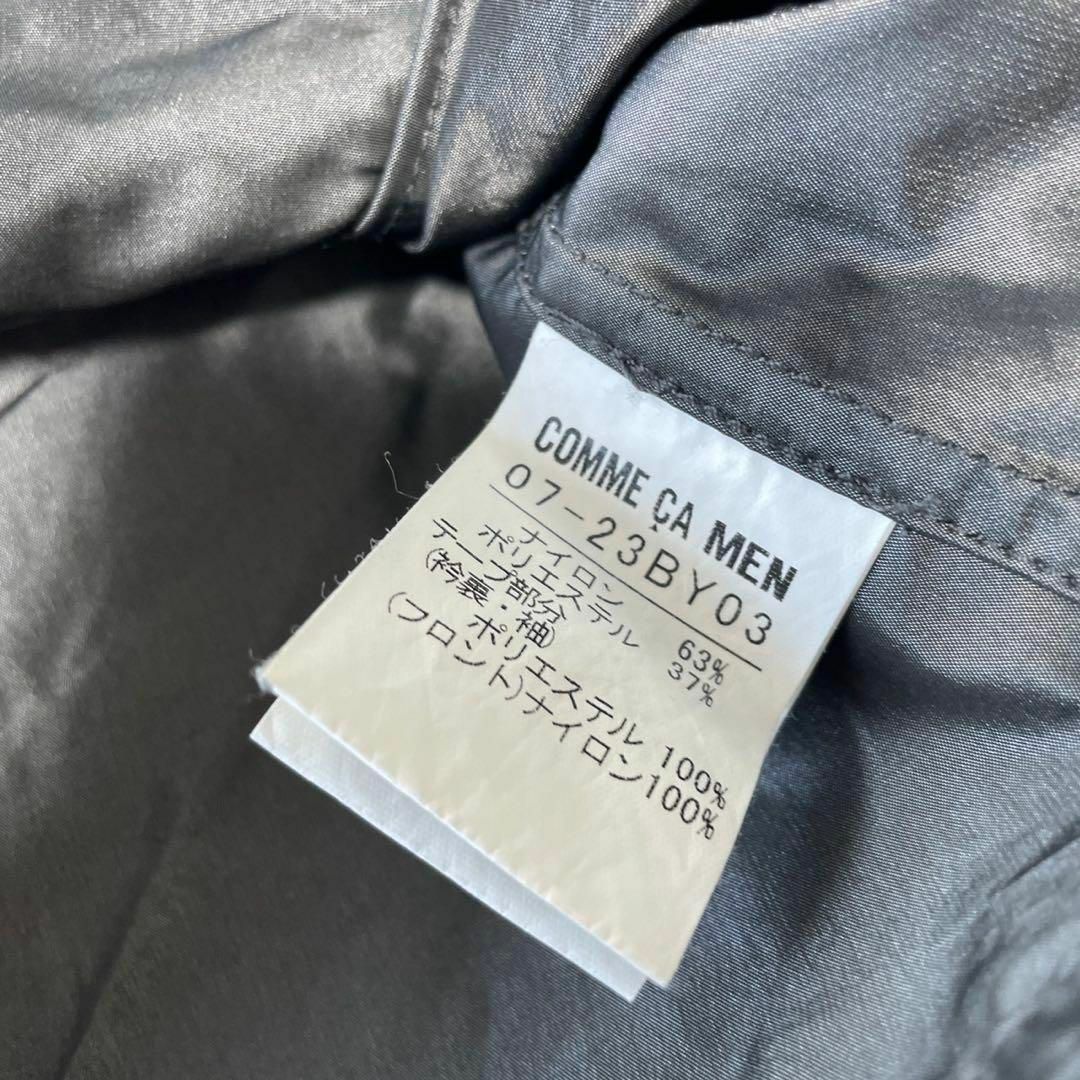 COMME ÇA MEN
07-23BY03
ナイロン 63%
ポリエステル 37%
テープ部分
(衿裏・袖)
ポリエステル 100%
(フロント)ナイロン100%